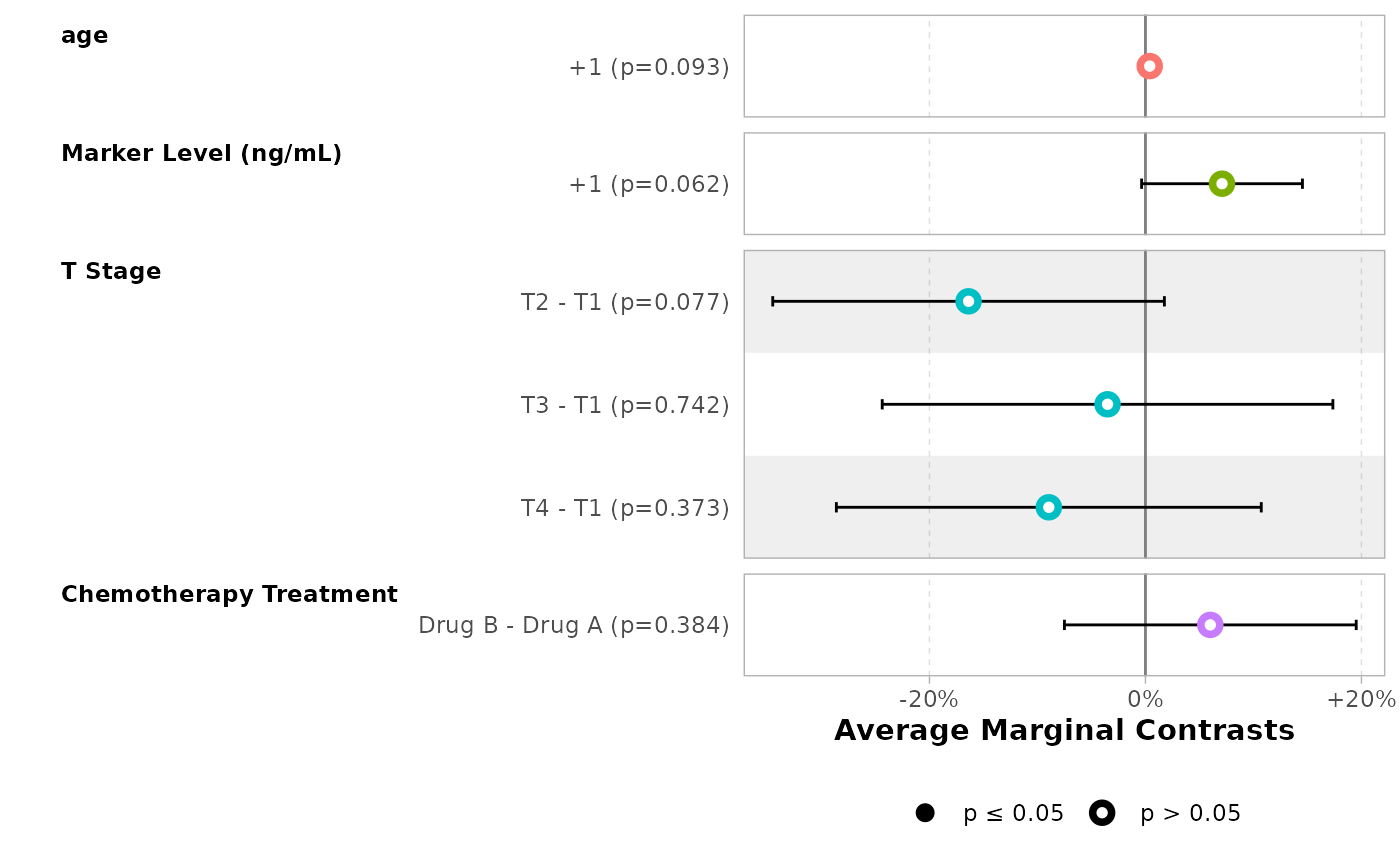 age
+1 (p=0.093)
Marker Level (ng/mL)
+1 (p=0.062)
T Stage
T2 - T1 (p=0.077)
T3 - T1 (p=0.742)
T4 - T1 (p=0.373)
Chemotherapy Treatment
Drug B - Drug A (p=0.384)
-20% 0% +20%
Average Marginal Contrasts
p ≤ 0.05 p > 0.05